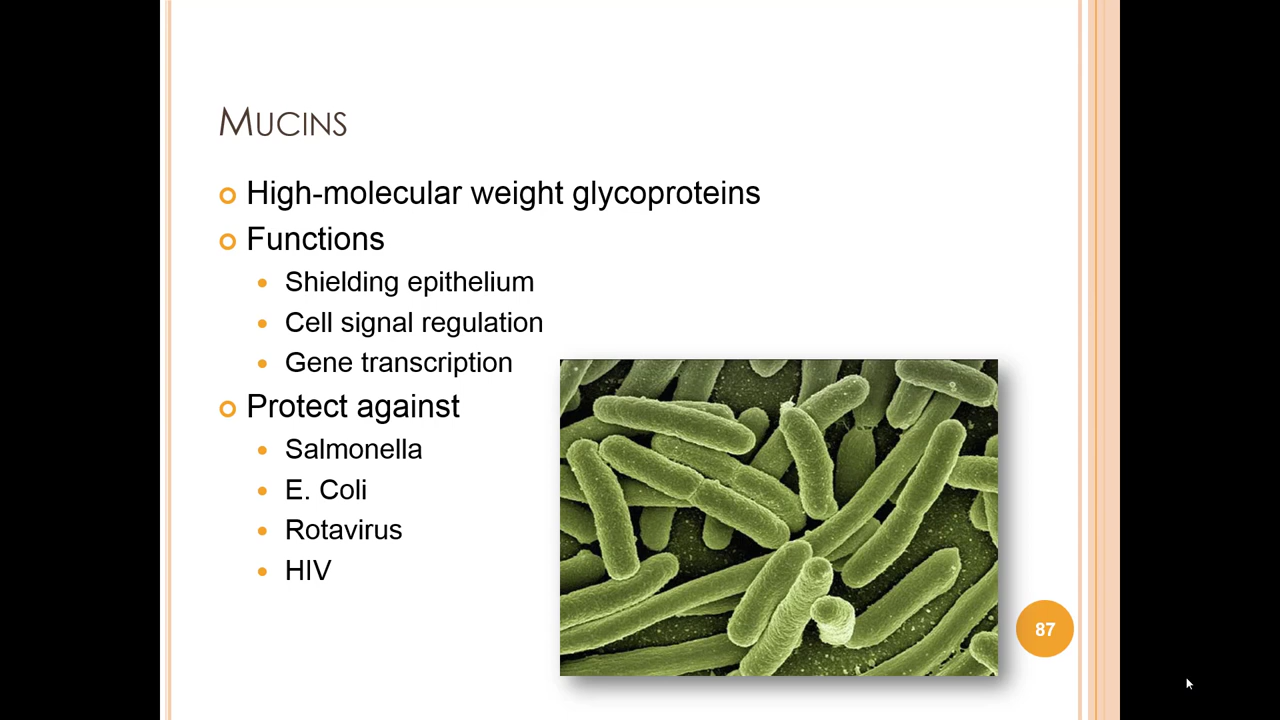 Mucins
High-molecular weight glycoproteins
Functions
Shielding epithelium
Cell signal regulation
Gene transcription
Protect against
Salmonella
E. Coli
Rotavirus
HIV
87